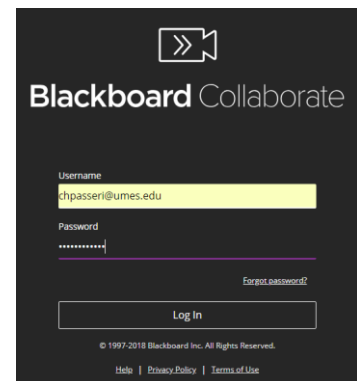 Blackboard Collaborate
Username
chpasseri@umes.edu
Password
••••••••••••
Forgot password?
Log In
© 1997-2018 Blackboard Inc. All Rights Reserved.
Help | Privacy Policy | Terms of Use